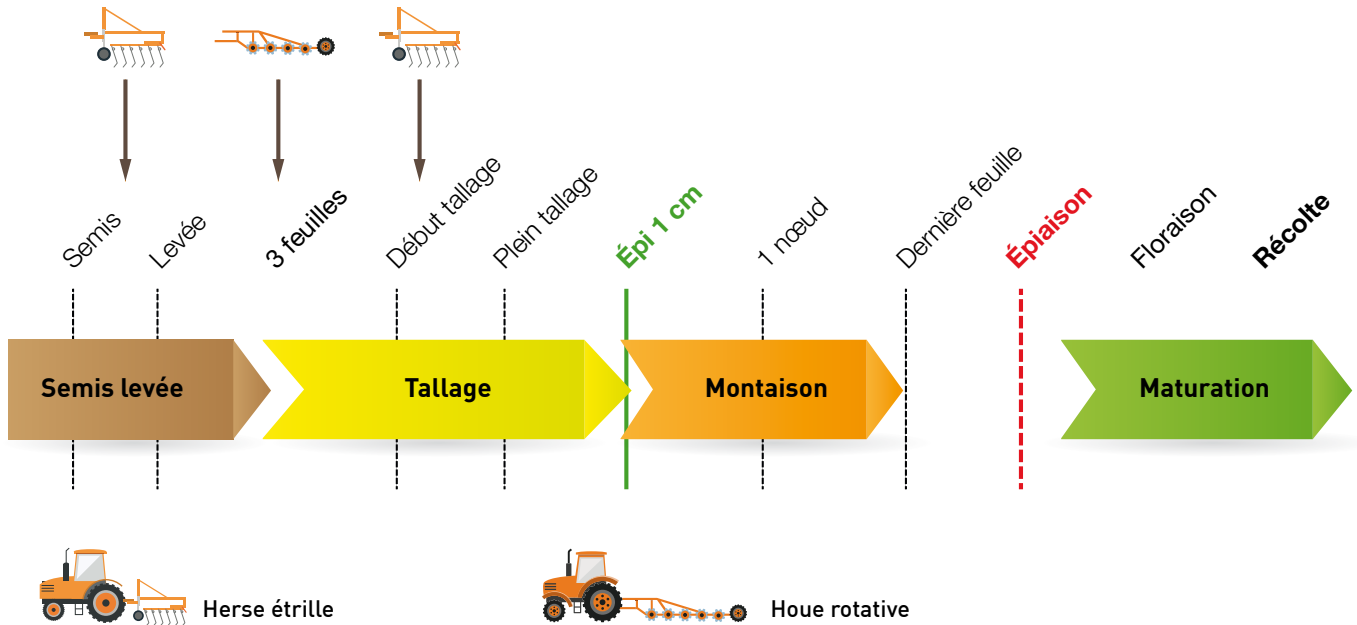 Semis
Levée
3 feuilles
Début tallage
Plein tallage
Épi 1 cm
1 nœud
Dernière feuille
Épiaison
Floraison
Récolte
Semis levée
Tallage
Montaison
Maturation
Herse étrille
Houe rotative